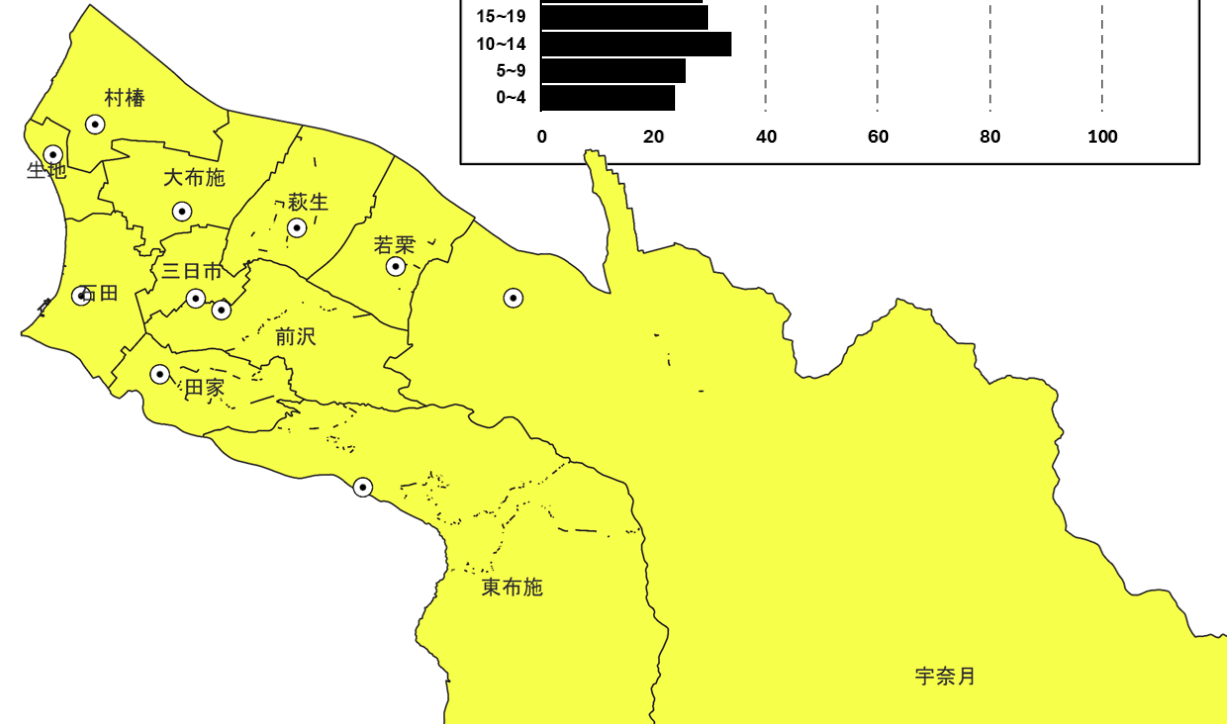 15~19
10~14
5~9
0~4
0 20 40 60 80 100
村椿
生地
大布施
萩生
若栗
三日市
石田
前沢
田家
東布施
宇奈月